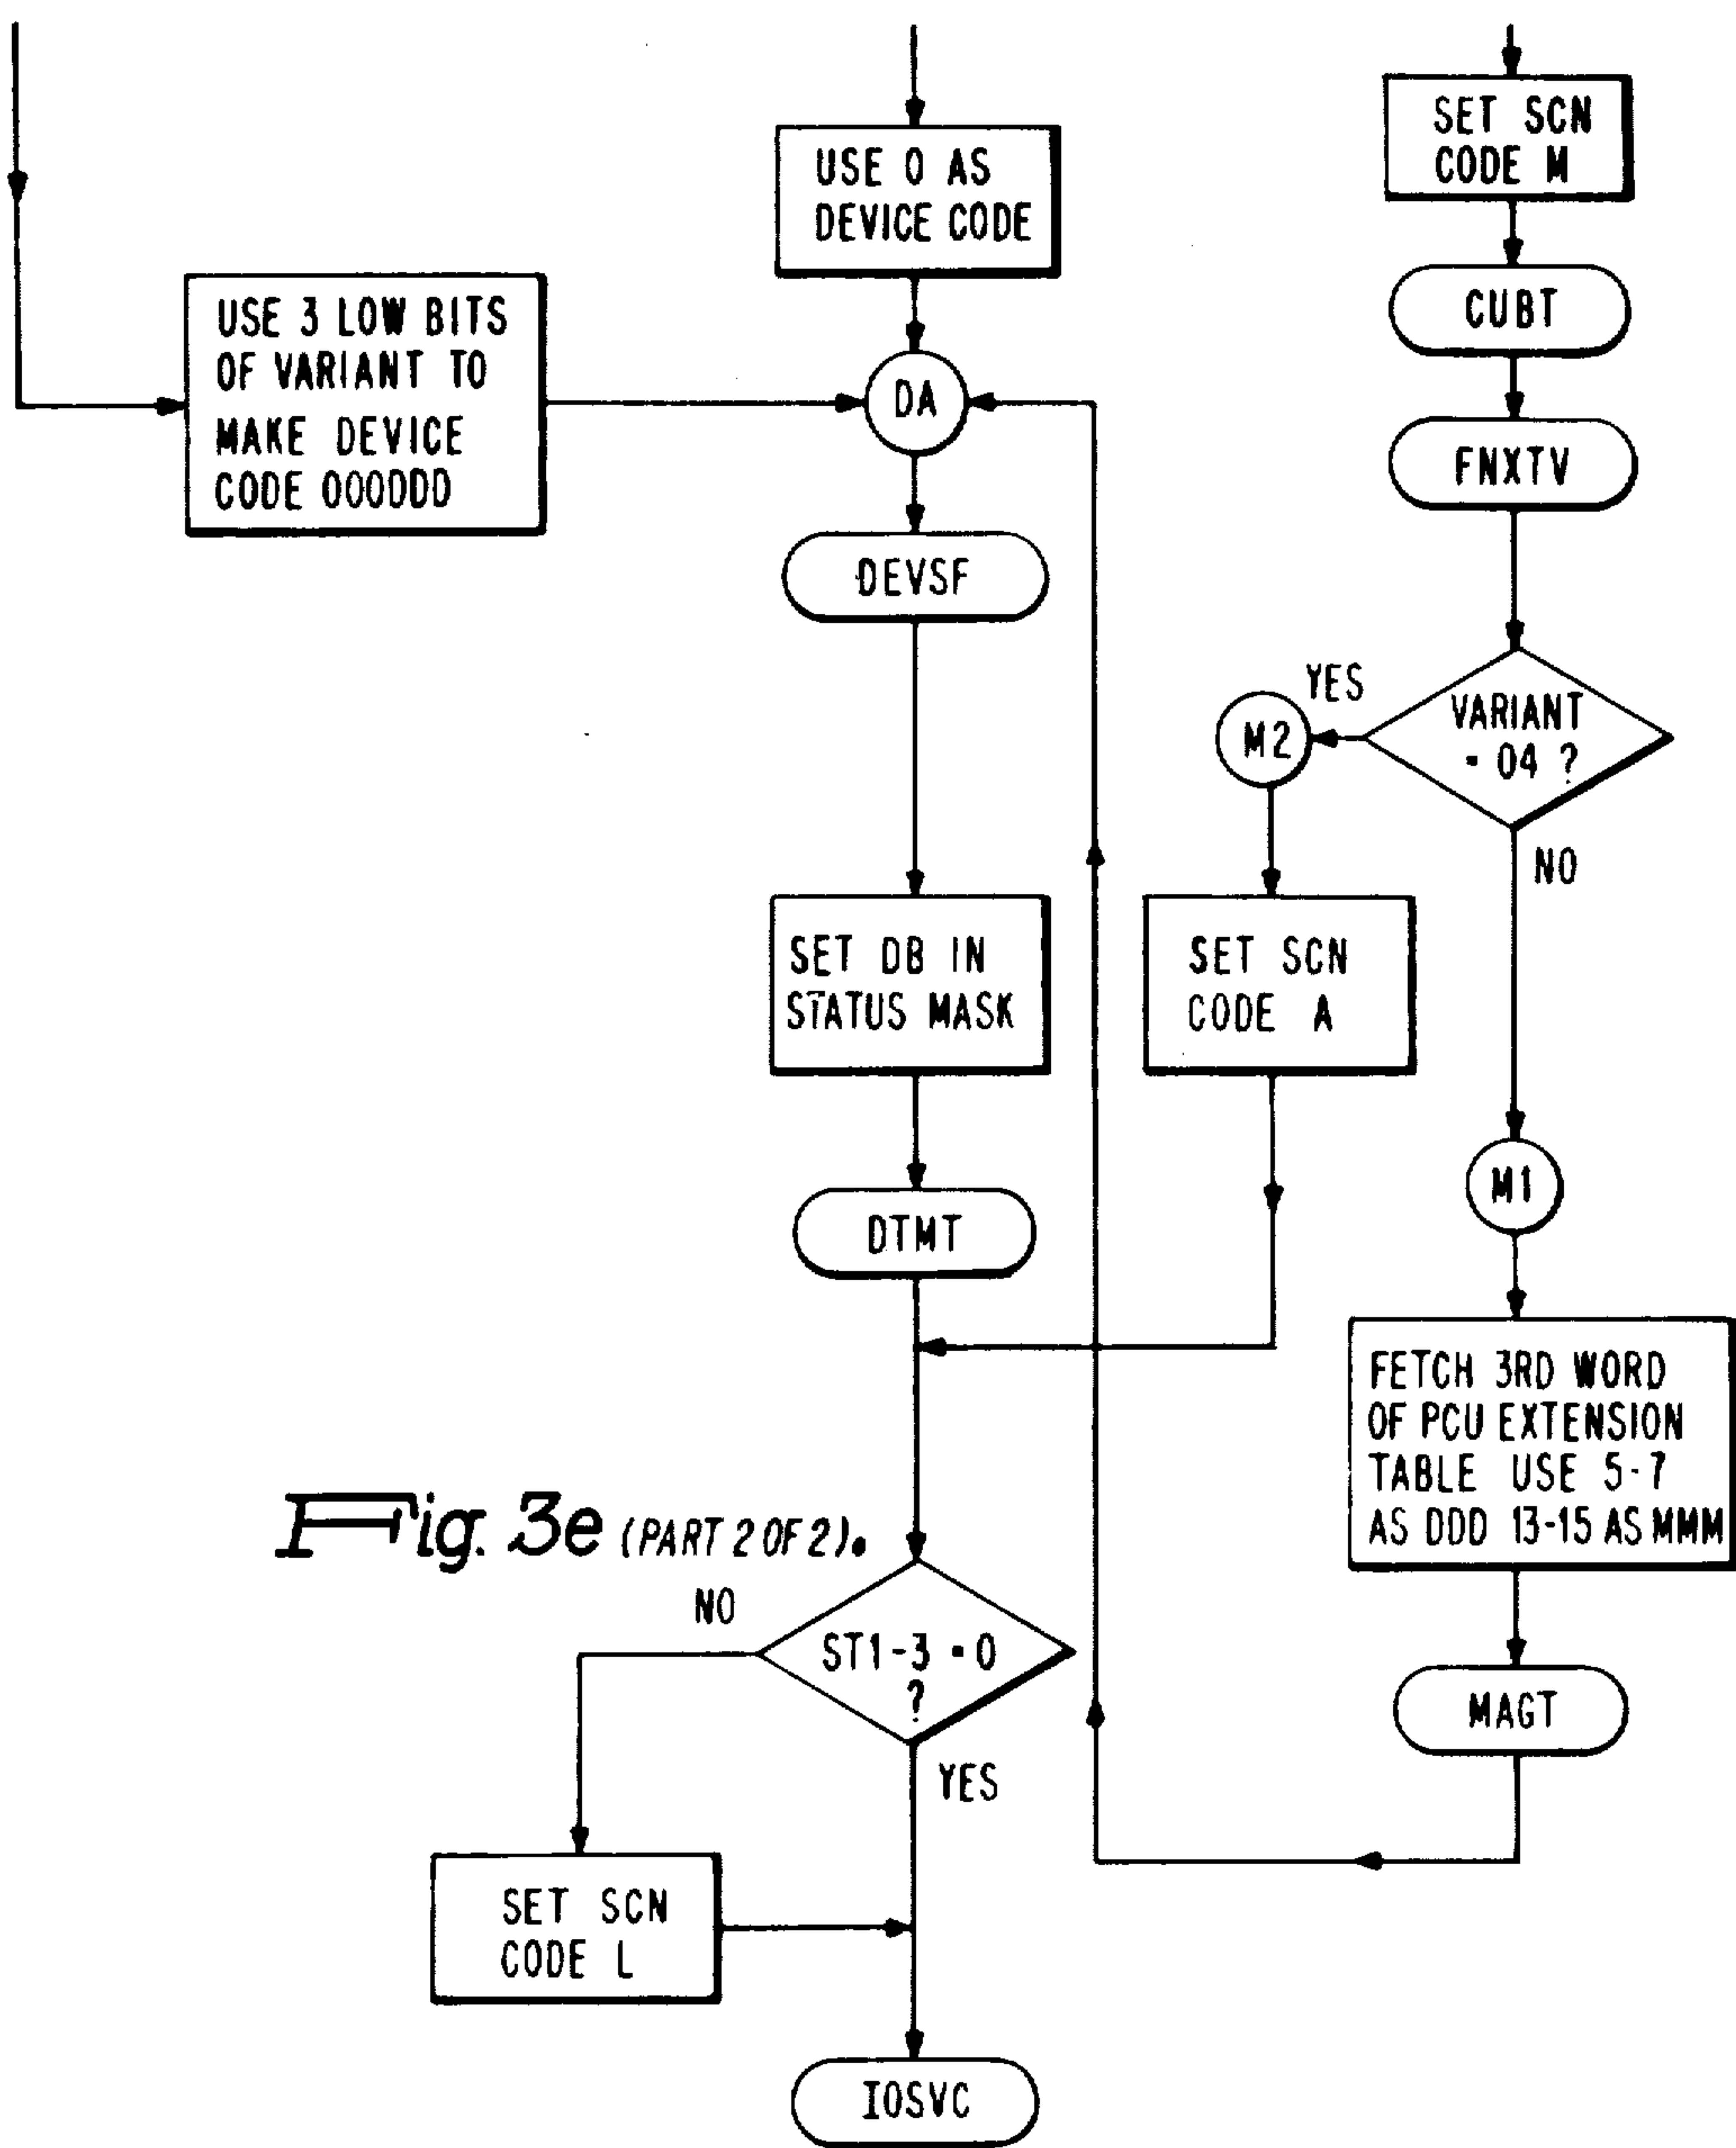 USE 0 AS
DEVICE CODE
SET SCN
CODE M
USE 3 LOW BITS
OF VARIANT TO
MAKE DEVICE
CODE 000DDD
CUBT
DA
FNXTV
DEVSF
YES
M2
VARIANT
= 04 ?
NO
SET DB IN
STATUS MASK
SET SCN
CODE A
M1
DTMT
FETCH 3RD WORD
OF PCU EXTENSION
TABLE USE 5-7
AS DDD 13-15 AS MMM
Fig. 3e (PART 2 OF 2).
NO
ST1-3 = 0
?
YES
MAGT
SET SCN
CODE L
IOSVC